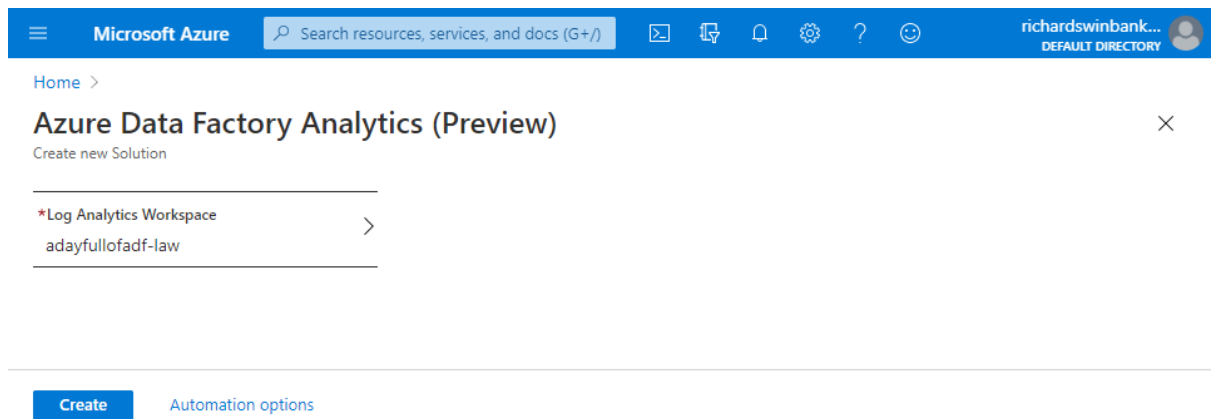 Microsoft Azure
Search resources, services, and docs (G+/)
richardswinbank...
DEFAULT DIRECTORY
Home >
Azure Data Factory Analytics (Preview)
Create new Solution
*Log Analytics Workspace
adayfullofadf-law
Create
Automation options